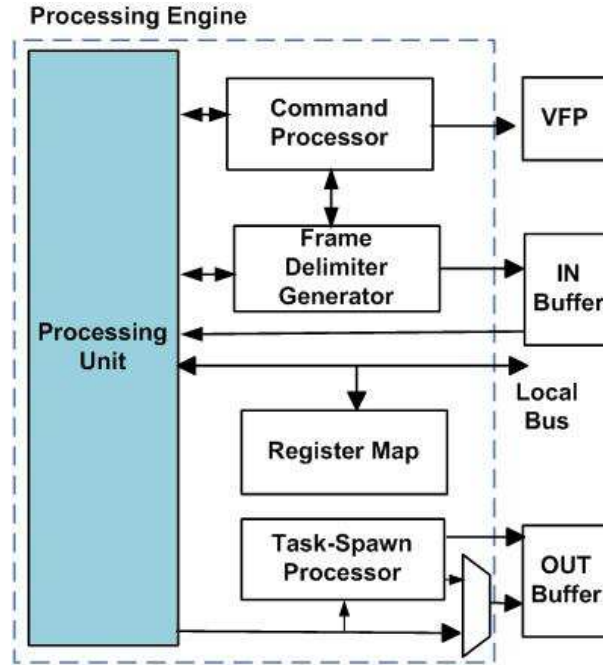 Processing Engine
Command
Processor
VFP
Frame
Delimiter
Generator
IN
Buffer
Processing
Unit
Local
Bus
Register Map
Task-Spawn
Processor
OUT
Buffer